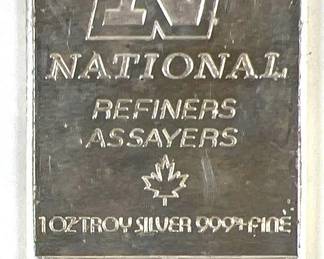 N
NATIONAL
REFINERS
ASSAYERS
1 OZ TROY SILVER 999+ FINE